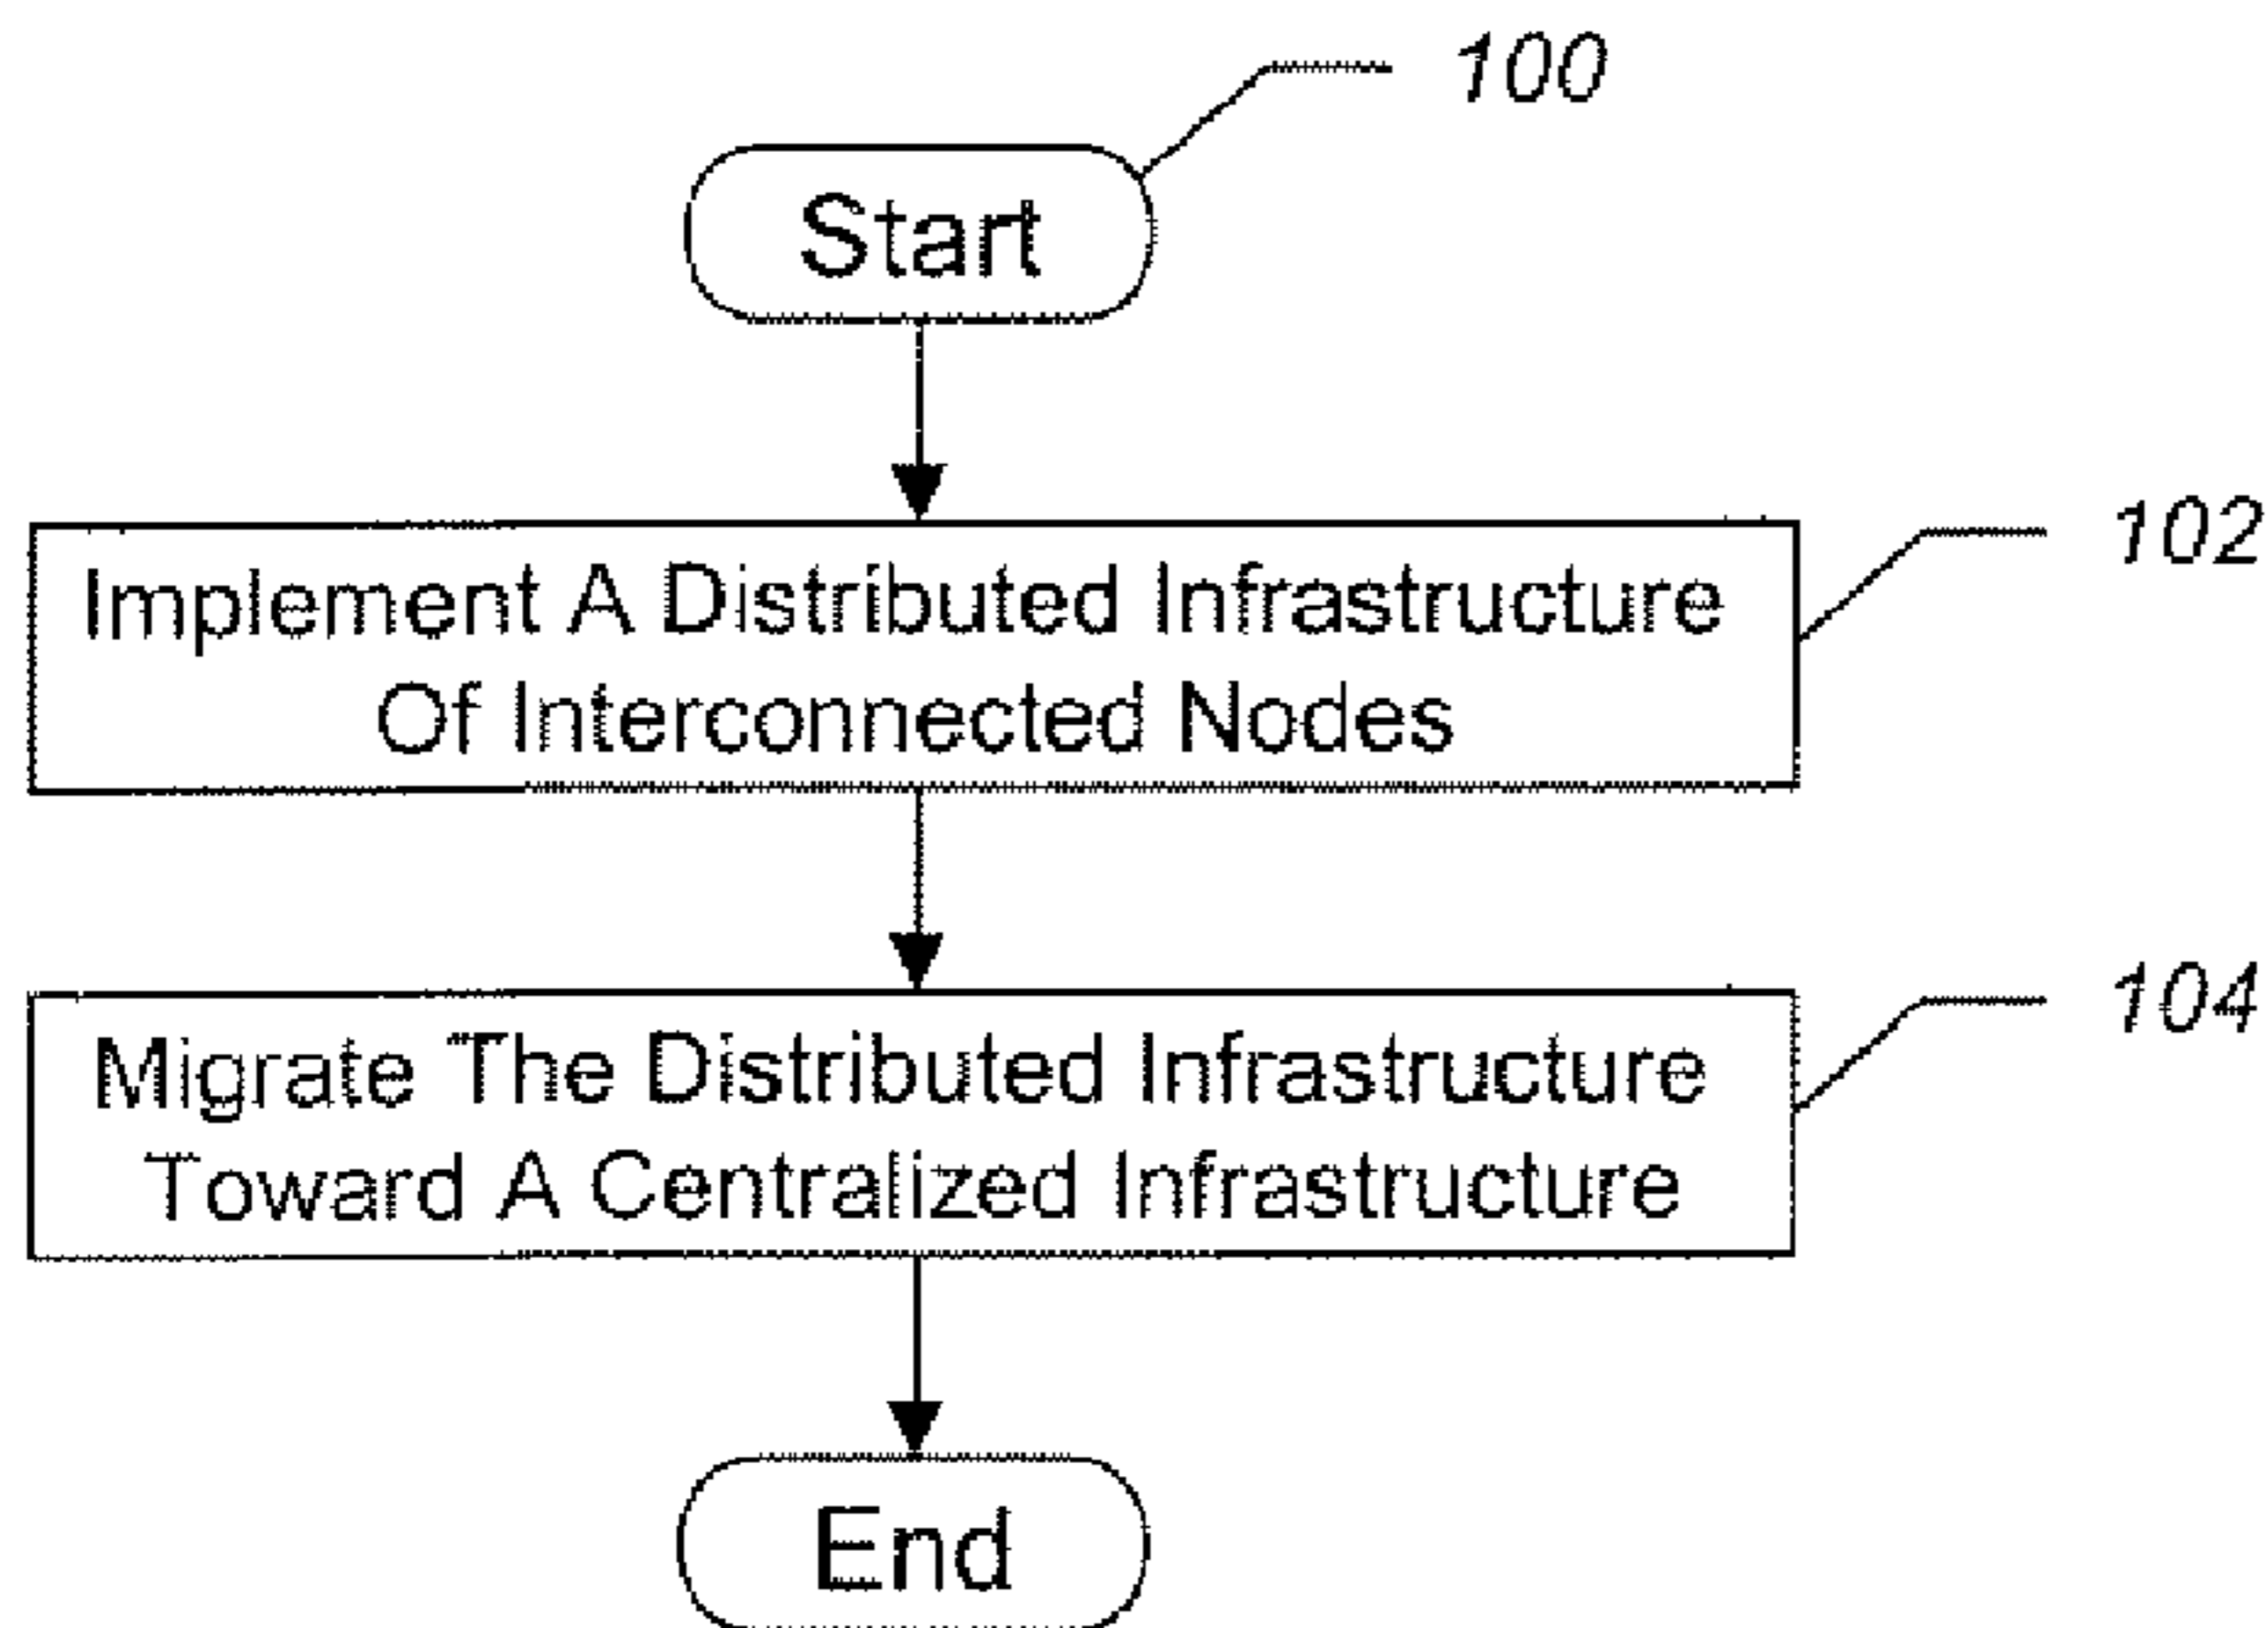 100
Start
102
Implement A Distributed Infrastructure
Of Interconnected Nodes
104
Migrate The Distributed Infrastructure
Toward A Centralized Infrastructure
End